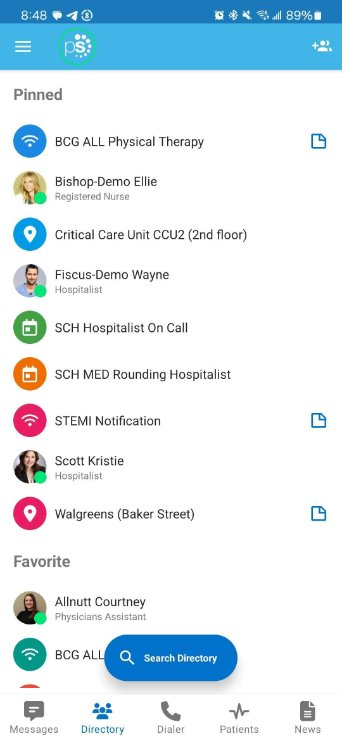 8:48
89%
ps
Pinned
BCG ALL Physical Therapy
Bishop-Demo Ellie
Registered Nurse
Critical Care Unit CCU2 (2nd floor)
Fiscus-Demo Wayne
Hospitalist
SCH Hospitalist On Call
SCH MED Rounding Hospitalist
STEMI Notification
Scott Kristie
Hospitalist
Walgreens (Baker Street)
Favorite
Allnutt Courtney
Physicians Assistant
BCG ALL
Search Directory
Messages
Directory
Dialer
Patients
News